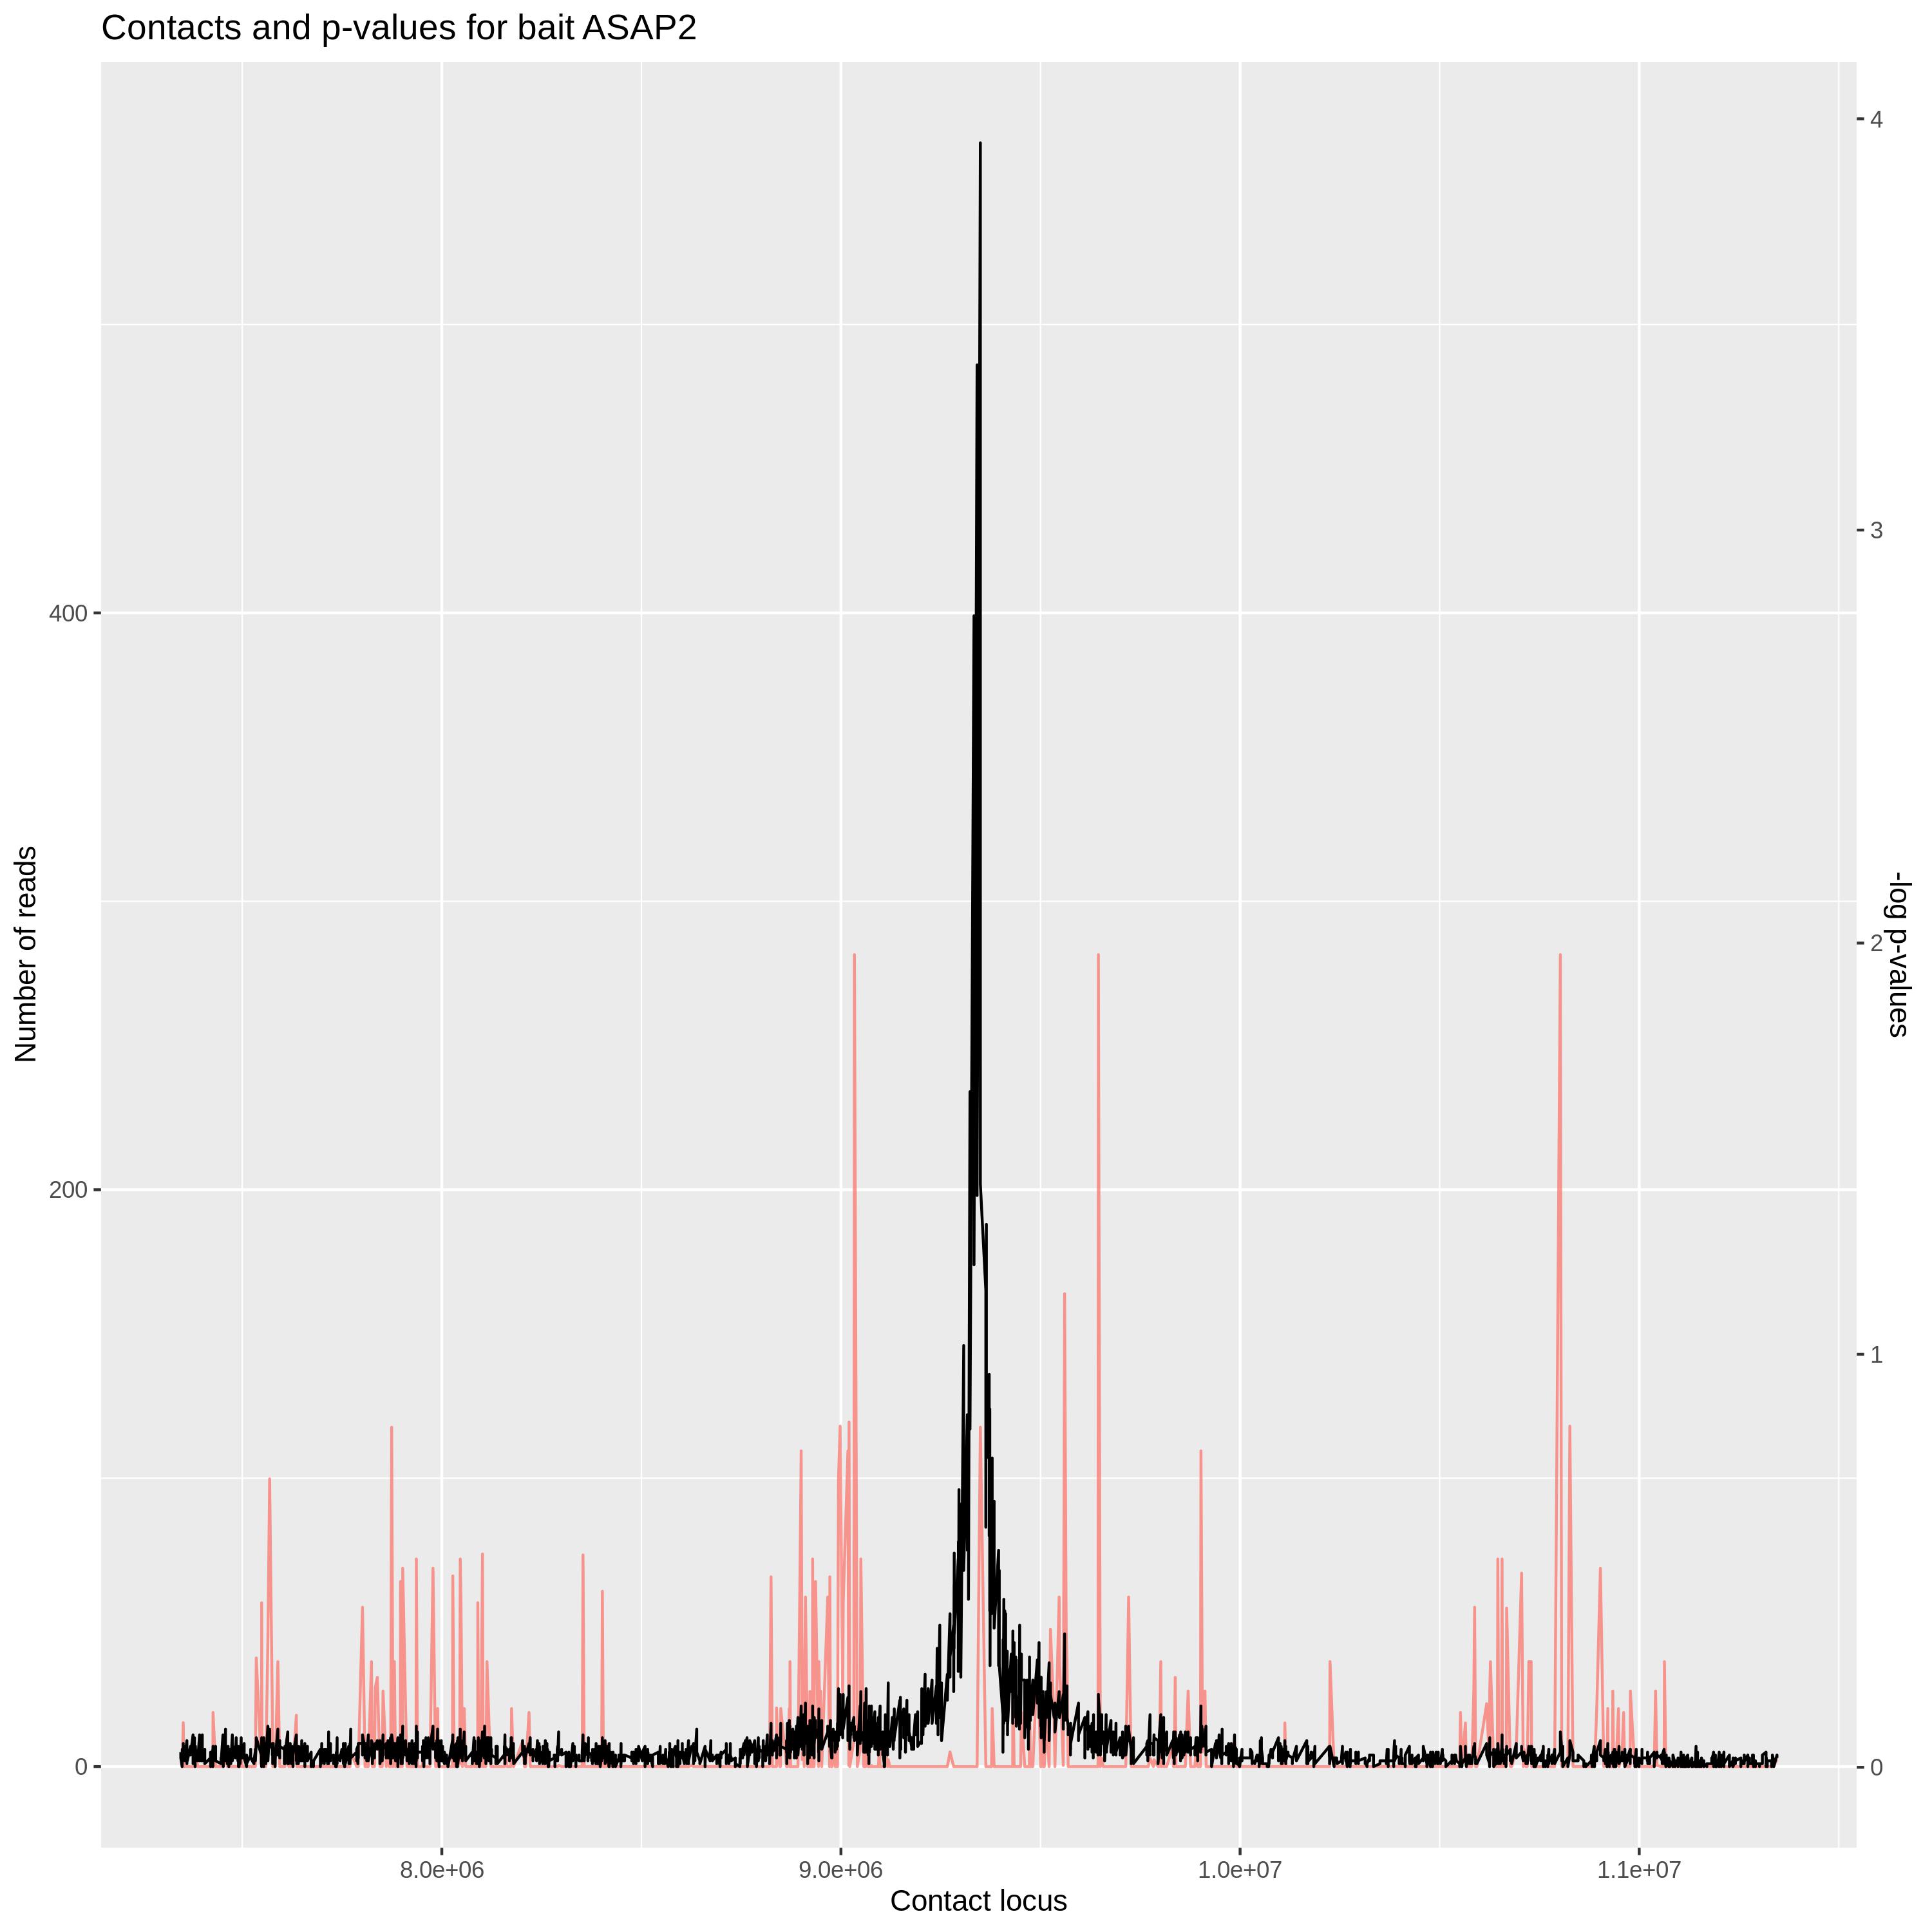 Contacts and p-values for bait ASAP2
Number of reads
400
200
0
4
3
2
1
0
-log p-values
8.0e+06 9.0e+06 1.0e+07 1.1e+07
Contact locus